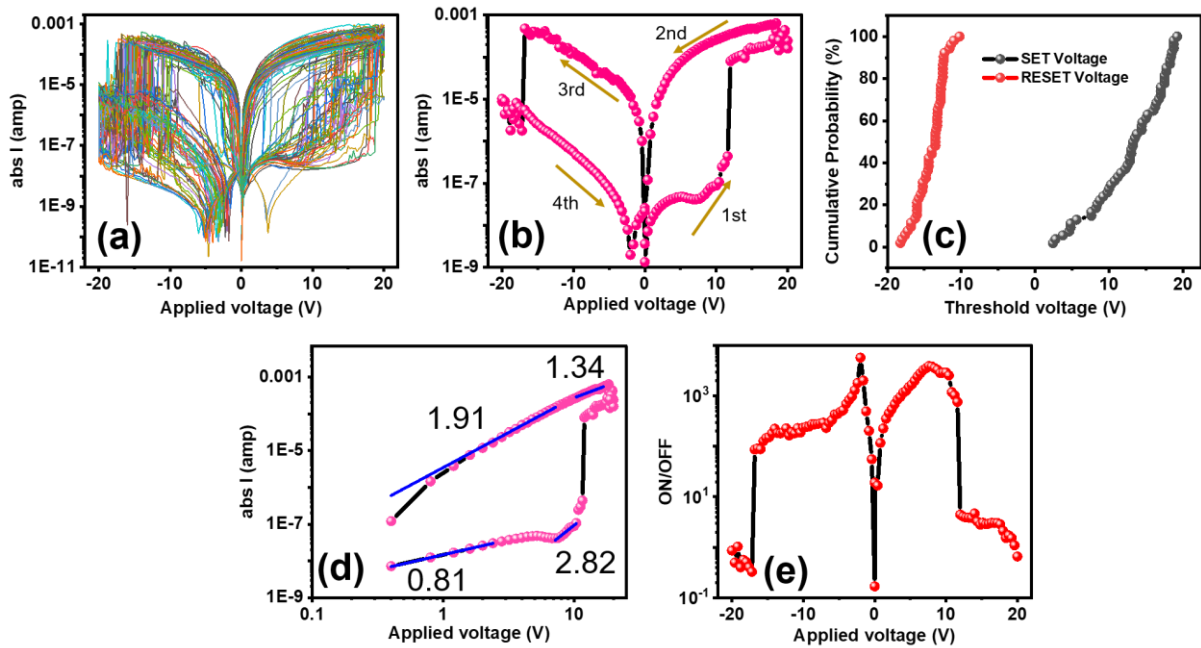 0.001
1E-5
1E-7
1E-9
1E-11
abs I (amp)
(a)
-20
-10
0
10
20
Applied voltage (V)
0.001
1E-5
1E-7
1E-9
abs I (amp)
2nd
3rd
4th
1st
(b)
-20
-10
0
10
20
Applied voltage (V)
100
80
60
40
20
0
Cumulative Probability (%)
SET Voltage
RESET Voltage
(c)
-20
-10
0
10
20
Threshold voltage (V)
0.001
1E-5
1E-7
1E-9
abs I (amp)
1.34
1.91
0.81
2.82
(d)
0.1
1
10
Applied voltage (V)
10³
10¹
10⁻¹
ON/OFF
(e)
-20
-10
0
10
20
Applied voltage (V)